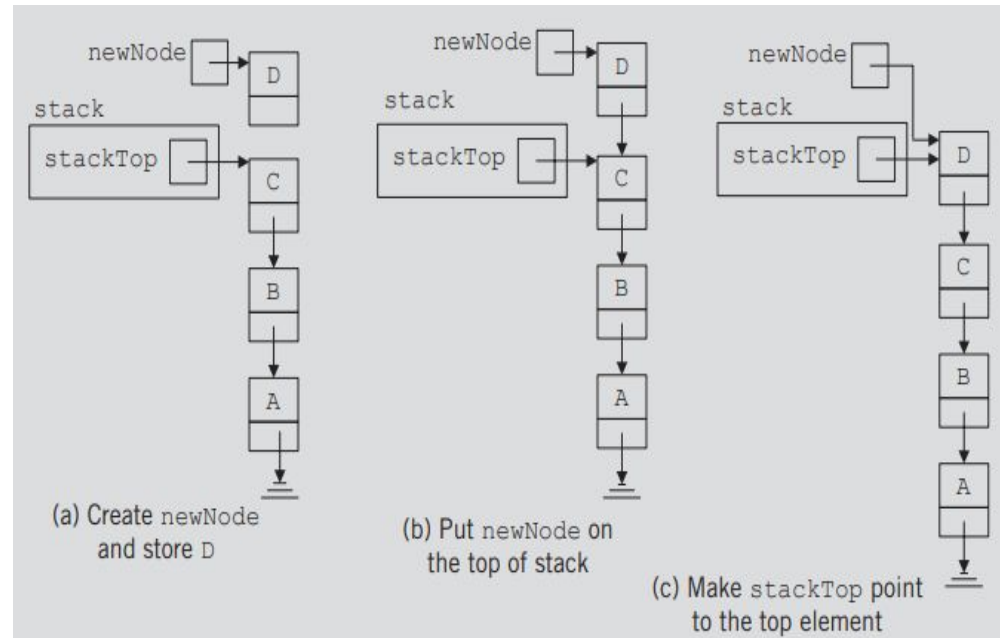 newNode
D
stack
stackTop
C
B
A
(a) Create newNode
and store D
newNode
D
stack
stackTop
C
B
A
(b) Put newNode on
the top of stack
newNode
stack
stackTop
D
C
B
A
(c) Make stackTop point
to the top element